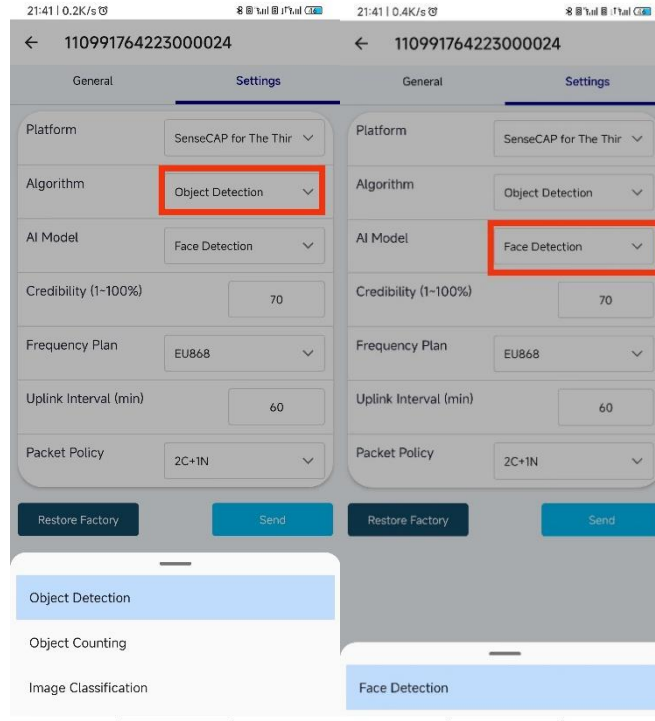 21:41 | 0.2K/s
110991764223000024
General Settings
Platform SenseCAP for The Thir
Algorithm Object Detection
AI Model Face Detection
Credibility (1~100%) 70
Frequency Plan EU868
Uplink Interval (min) 60
Packet Policy 2C+1N
Restore Factory Send
Object Detection
Object Counting
Image Classification
21:41 | 0.4K/s
110991764223000024
General Settings
Platform SenseCAP for The Thir
Algorithm Object Detection
AI Model Face Detection
Credibility (1~100%) 70
Frequency Plan EU868
Uplink Interval (min) 60
Packet Policy 2C+1N
Restore Factory Send
Face Detection